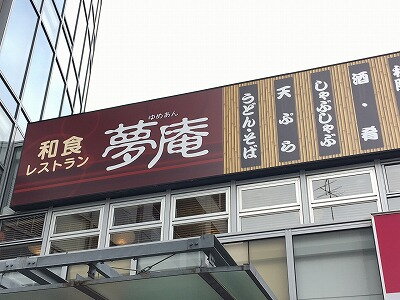 和食
レストラン
ゆめあん
夢庵
うどん・そば
天ぷら
しゃぶしゃぶ
酒・肴